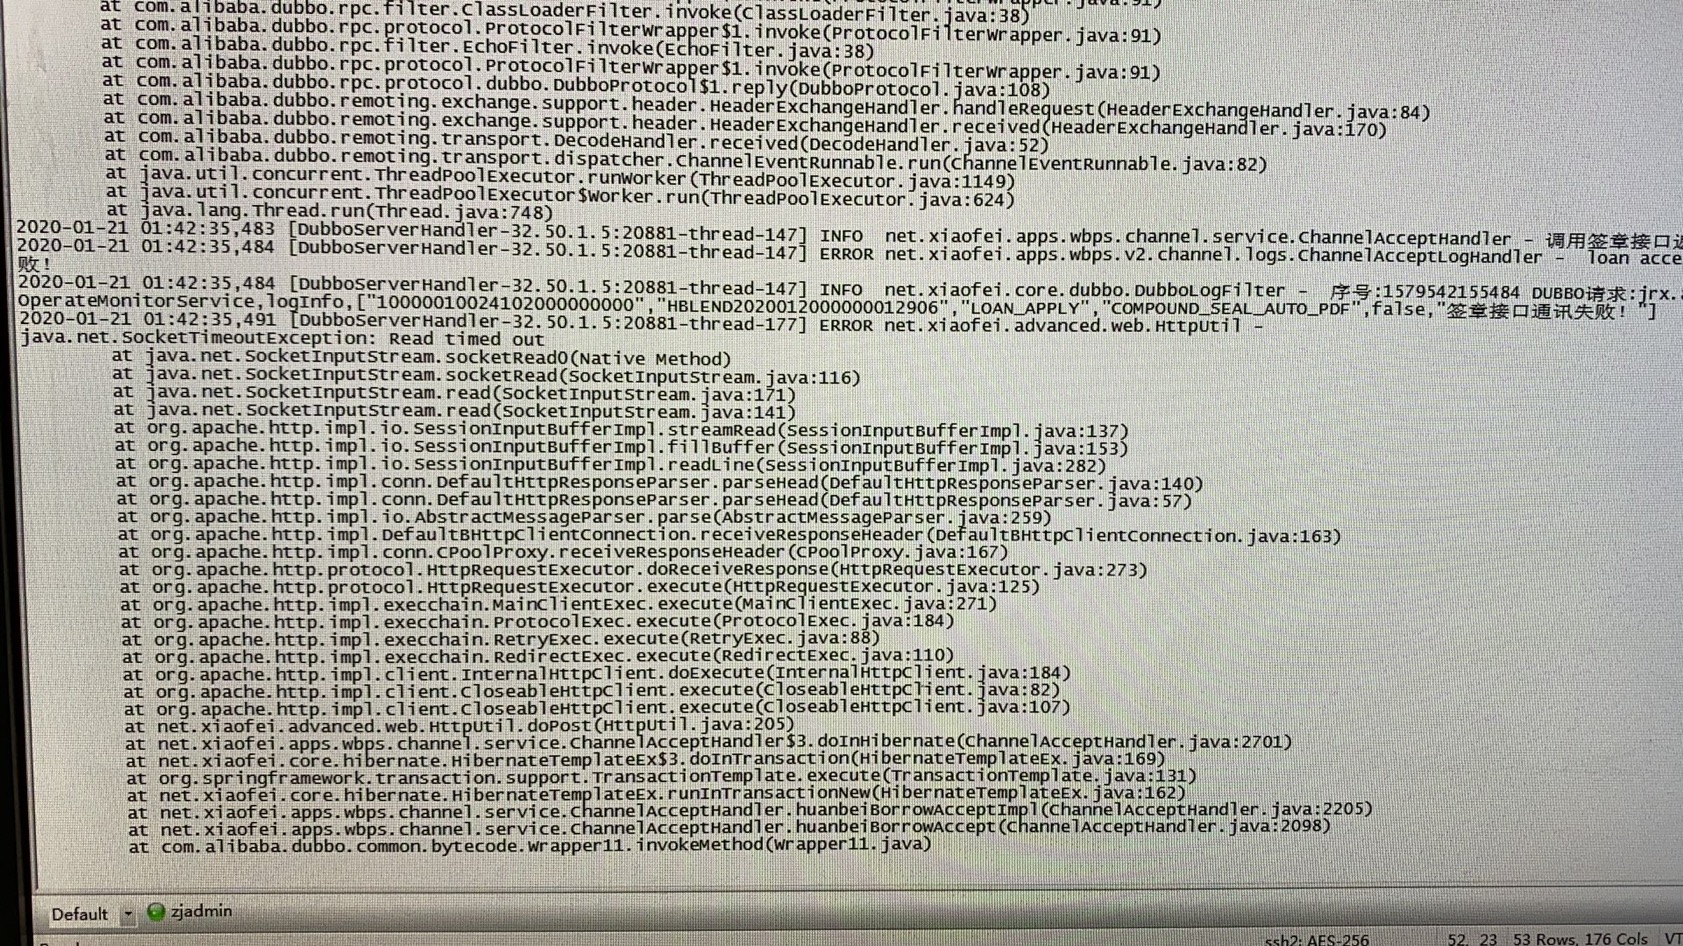 at com.alibaba.dubbo.rpc.filter.ClassLoaderFilter.invoke(ClassLoaderFilter.java:38)
at com.alibaba.dubbo.rpc.protocol.ProtocolFilterWrapper$1.invoke(ProtocolFilterWrapper.java:91)
at com.alibaba.dubbo.rpc.filter.EchoFilter.invoke(EchoFilter.java:38)
at com.alibaba.dubbo.rpc.protocol.ProtocolFilterWrapper$1.invoke(ProtocolFilterWrapper.java:91)
at com.alibaba.dubbo.rpc.protocol.dubbo.DubboProtocol$1.reply(DubboProtocol.java:108)
at com.alibaba.dubbo.remoting.exchange.support.header.HeaderExchangeHandler.handleRequest(HeaderExchangeHandler.java:84)
at com.alibaba.dubbo.remoting.exchange.support.header.HeaderExchangeHandler.received(HeaderExchangeHandler.java:170)
at com.alibaba.dubbo.remoting.transport.DecodeHandler.received(DecodeHandler.java:52)
at com.alibaba.dubbo.remoting.transport.dispatcher.ChannelEventRunnable.run(ChannelEventRunnable.java:82)
at java.util.concurrent.ThreadPoolExecutor.runWorker(ThreadPoolExecutor.java:1149)
at java.util.concurrent.ThreadPoolExecutor$Worker.run(ThreadPoolExecutor.java:624)
at java.lang.Thread.run(Thread.java:748)
2020-01-21 01:42:35,483 [DubboServerHandler-32.50.1.5:20881-thread-147] INFO net.xiaofei.apps.wbps.channel.service.ChannelAcceptHandler - 调用签章接口
2020-01-21 01:42:35,484 [DubboServerHandler-32.50.1.5:20881-thread-147] ERROR net.xiaofei.apps.wbps.v2.channel.logs.ChannelAcceptLogHandler - loan acce
败!
2020-01-21 01:42:35,484 [DubboServerHandler-32.50.1.5:20881-thread-147] INFO net.xiaofei.core.dubbo.DubboLogFilter - 序号:1579542155484 DUBBO请求:jrx.
OperateMonitorService,logInfo,["10000010024102000000000","HBLEND2020012000000012906","LOAN_APPLY","COMPOUND_SEAL_AUTO_PDF",false,"签章接口通讯失败!"]
2020-01-21 01:42:35,491 [DubboServerHandler-32.50.1.5:20881-thread-177] ERROR net.xiaofei.advanced.web.HttpUtil -
java.net.SocketTimeoutException: Read timed out
at java.net.SocketInputStream.socketRead0(Native Method)
at java.net.SocketInputStream.socketRead(SocketInputStream.java:116)
at java.net.SocketInputStream.read(SocketInputStream.java:171)
at java.net.SocketInputStream.read(SocketInputStream.java:141)
at org.apache.http.impl.io.SessionInputBufferImpl.streamRead(SessionInputBufferImpl.java:137)
at org.apache.http.impl.io.SessionInputBufferImpl.fillBuffer(SessionInputBufferImpl.java:153)
at org.apache.http.impl.io.SessionInputBufferImpl.readLine(SessionInputBufferImpl.java:282)
at org.apache.http.impl.conn.DefaultHttpResponseParser.parseHead(DefaultHttpResponseParser.java:140)
at org.apache.http.impl.conn.DefaultHttpResponseParser.parseHead(DefaultHttpResponseParser.java:57)
at org.apache.http.impl.io.AbstractMessageParser.parse(AbstractMessageParser.java:259)
at org.apache.http.impl.DefaultBHttpClientConnection.receiveResponseHeader(DefaultBHttpClientConnection.java:163)
at org.apache.http.impl.conn.CPoolProxy.receiveResponseHeader(CPoolProxy.java:167)
at org.apache.http.protocol.HttpRequestExecutor.doReceiveResponse(HttpRequestExecutor.java:273)
at org.apache.http.protocol.HttpRequestExecutor.execute(HttpRequestExecutor.java:125)
at org.apache.http.impl.execchain.MainClientExec.execute(MainClientExec.java:271)
at org.apache.http.impl.execchain.ProtocolExec.execute(ProtocolExec.java:184)
at org.apache.http.impl.execchain.RetryExec.execute(RetryExec.java:88)
at org.apache.http.impl.execchain.RedirectExec.execute(RedirectExec.java:110)
at org.apache.http.impl.client.InternalHttpClient.doExecute(InternalHttpClient.java:184)
at org.apache.http.impl.client.CloseableHttpClient.execute(CloseableHttpClient.java:82)
at org.apache.http.impl.client.CloseableHttpClient.execute(CloseableHttpClient.java:107)
at net.xiaofei.advanced.web.HttpUtil.doPost(HttpUtil.java:205)
at net.xiaofei.apps.wbps.channel.service.ChannelAcceptHandler$3.doInHibernate(ChannelAcceptHandler.java:2701)
at net.xiaofei.core.hibernate.HibernateTemplateEx$3.doInTransaction(HibernateTemplateEx.java:169)
at org.springframework.transaction.support.TransactionTemplate.execute(TransactionTemplate.java:131)
at net.xiaofei.core.hibernate.HibernateTemplateEx.runInTransactionNew(HibernateTemplateEx.java:162)
at net.xiaofei.apps.wbps.channel.service.ChannelAcceptHandler.huanbeiBorrowAcceptImpl(ChannelAcceptHandler.java:2205)
at net.xiaofei.apps.wbps.channel.service.ChannelAcceptHandler.huanbeiBorrowAccept(ChannelAcceptHandler.java:2098)
at com.alibaba.dubbo.common.bytecode.Wrapper11.invokeMethod(Wrapper11.java)
Default zjadmin
ssh2: AES-256 52, 23 53 Rows, 176 Cols VT